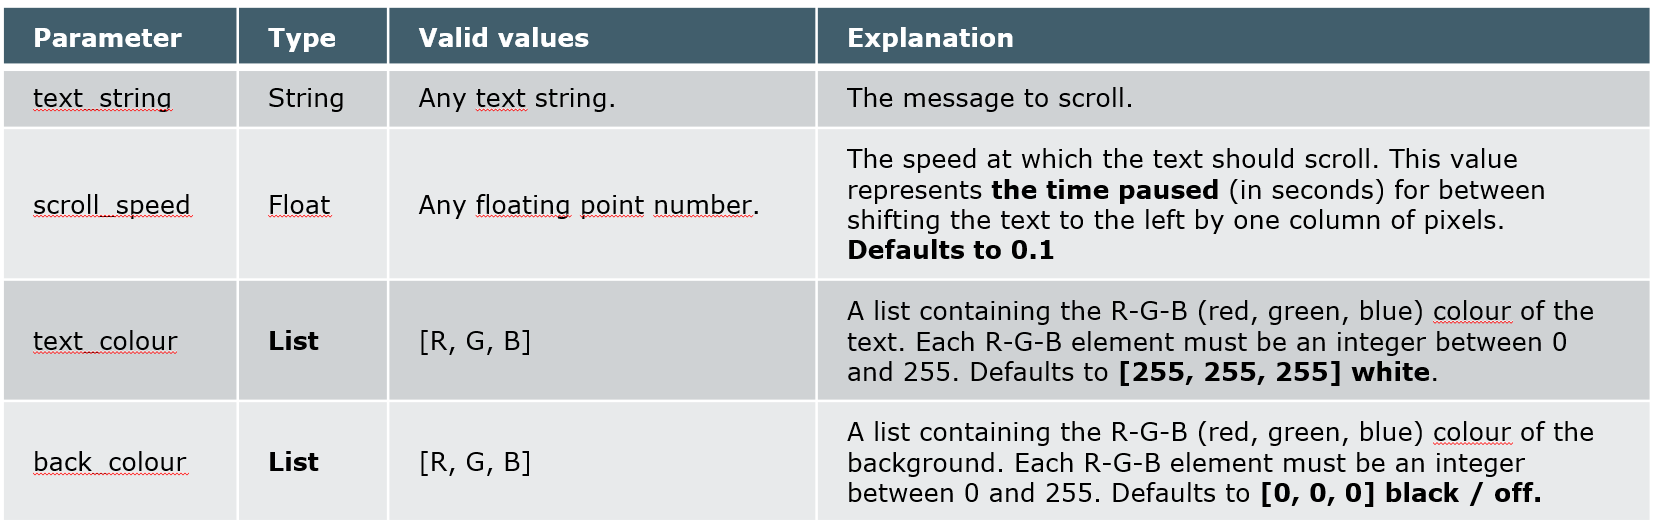 Parameter Type Valid values Explanation
text_string String Any text string. The message to scroll.
scroll_speed Float Any floating point number. The speed at which the text should scroll. This value
represents the time paused (in seconds) for between
shifting the text to the left by one column of pixels.
Defaults to 0.1
text_colour List [R, G, B] A list containing the R-G-B (red, green, blue) colour of the
text. Each R-G-B element must be an integer between 0
and 255. Defaults to [255, 255, 255] white.
back_colour List [R, G, B] A list containing the R-G-B (red, green, blue) colour of the
background. Each R-G-B element must be an integer
between 0 and 255. Defaults to [0, 0, 0] black / off.